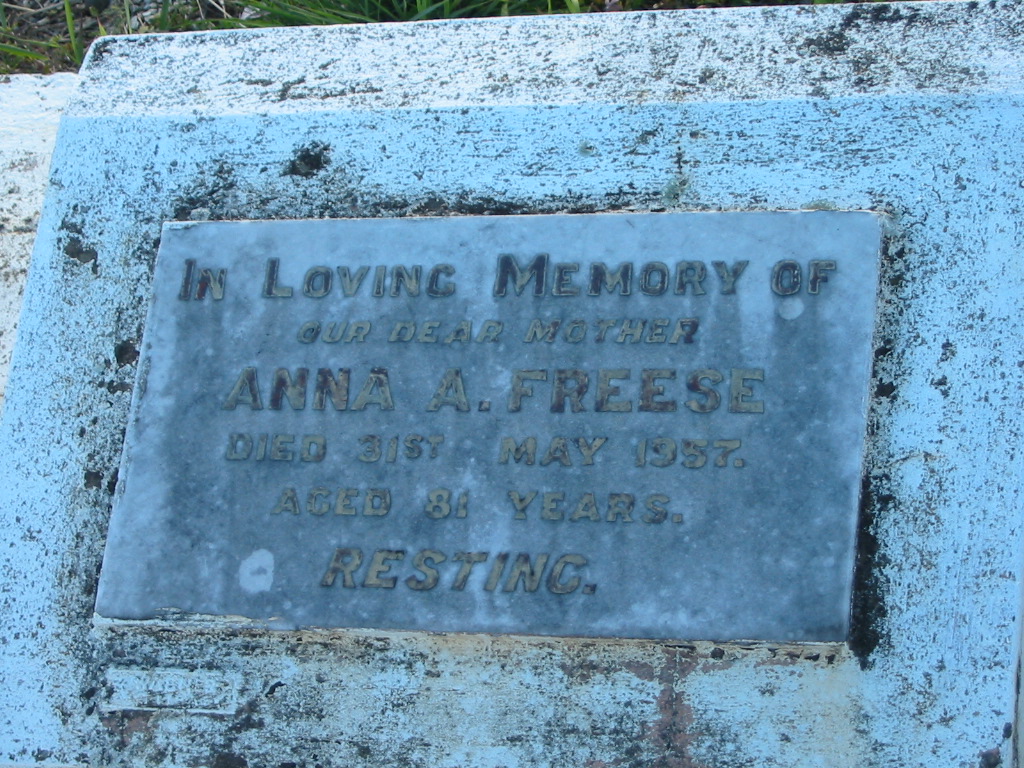 IN LOVING MEMORY OF
OUR DEAR MOTHER
ANNA A. FREESE
DIED 31ST MAY 1957.
AGED 81 YEARS.
RESTING.